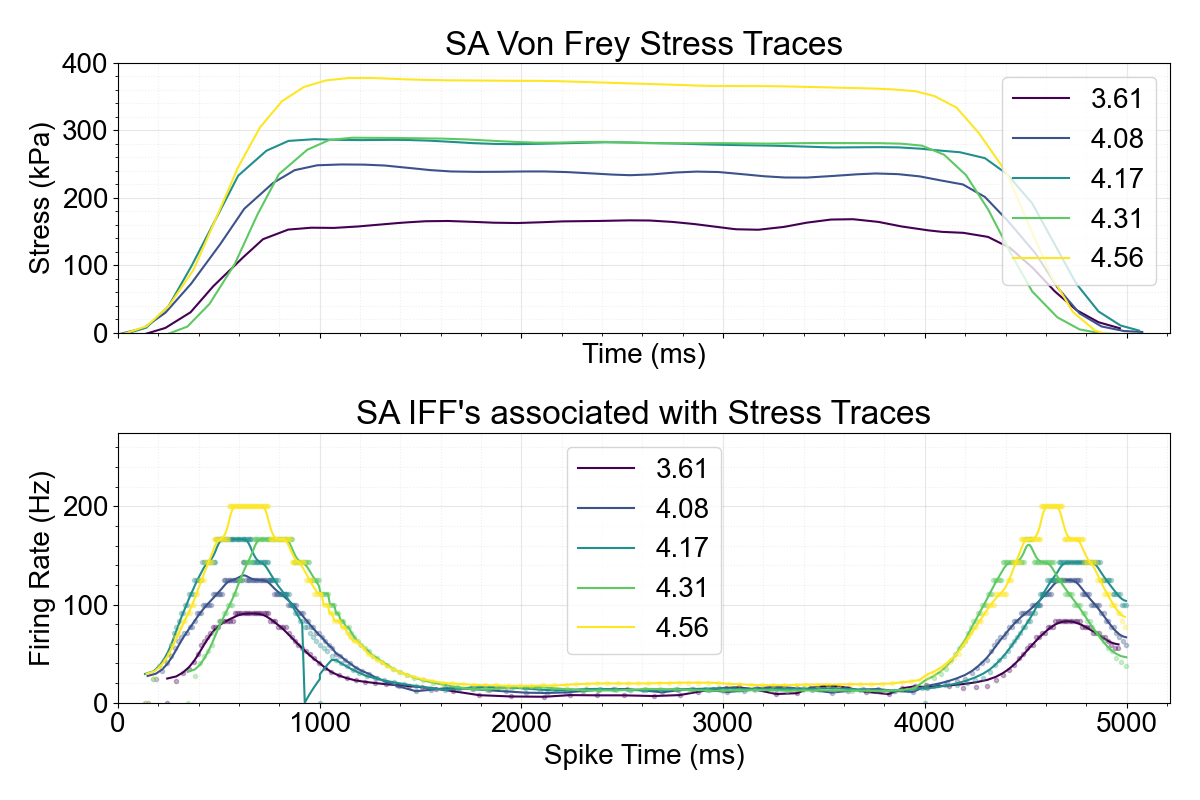 SA Von Frey Stress Traces
Stress (kPa)
400
300
200
100
0
3.61
4.08
4.17
4.31
4.56
Time (ms)
SA IFF's associated with Stress Traces
Firing Rate (Hz)
200
100
0
3.61
4.08
4.17
4.31
4.56
0 1000 2000 3000 4000 5000
Spike Time (ms)